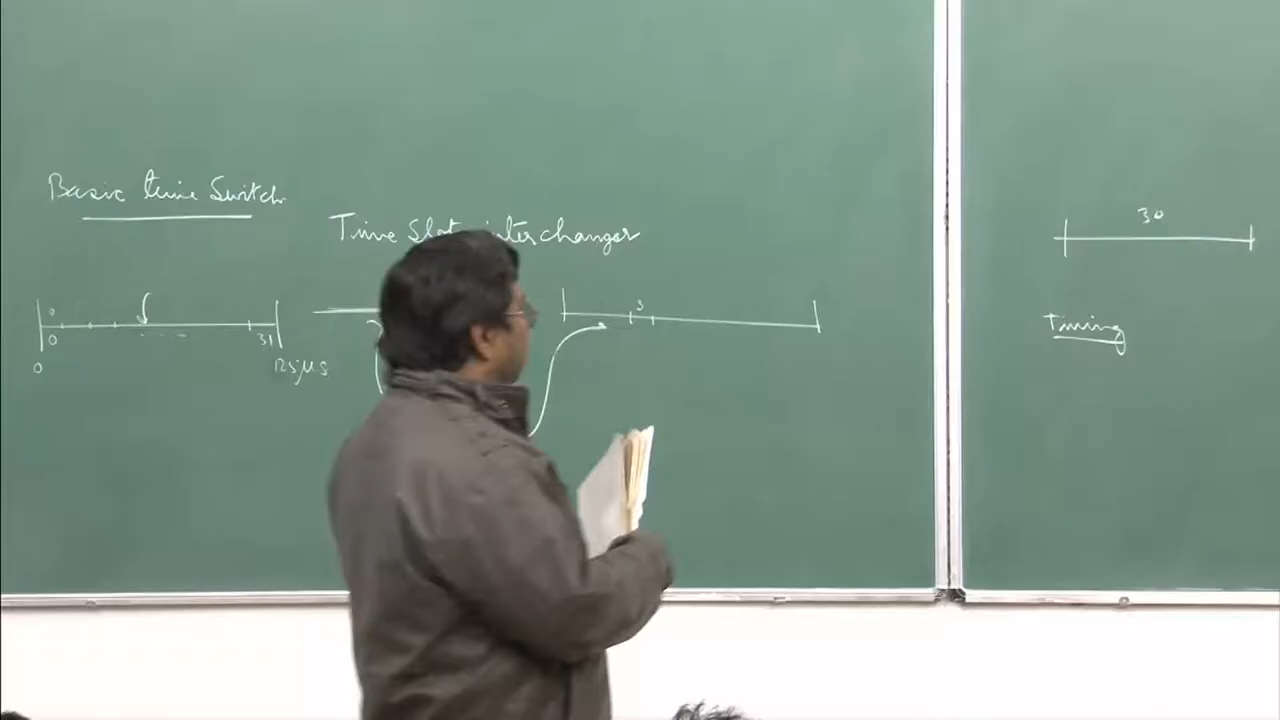 Basic time Switch
Time Slot interchanger
0
0 31
0 125μs
3
30
Timing